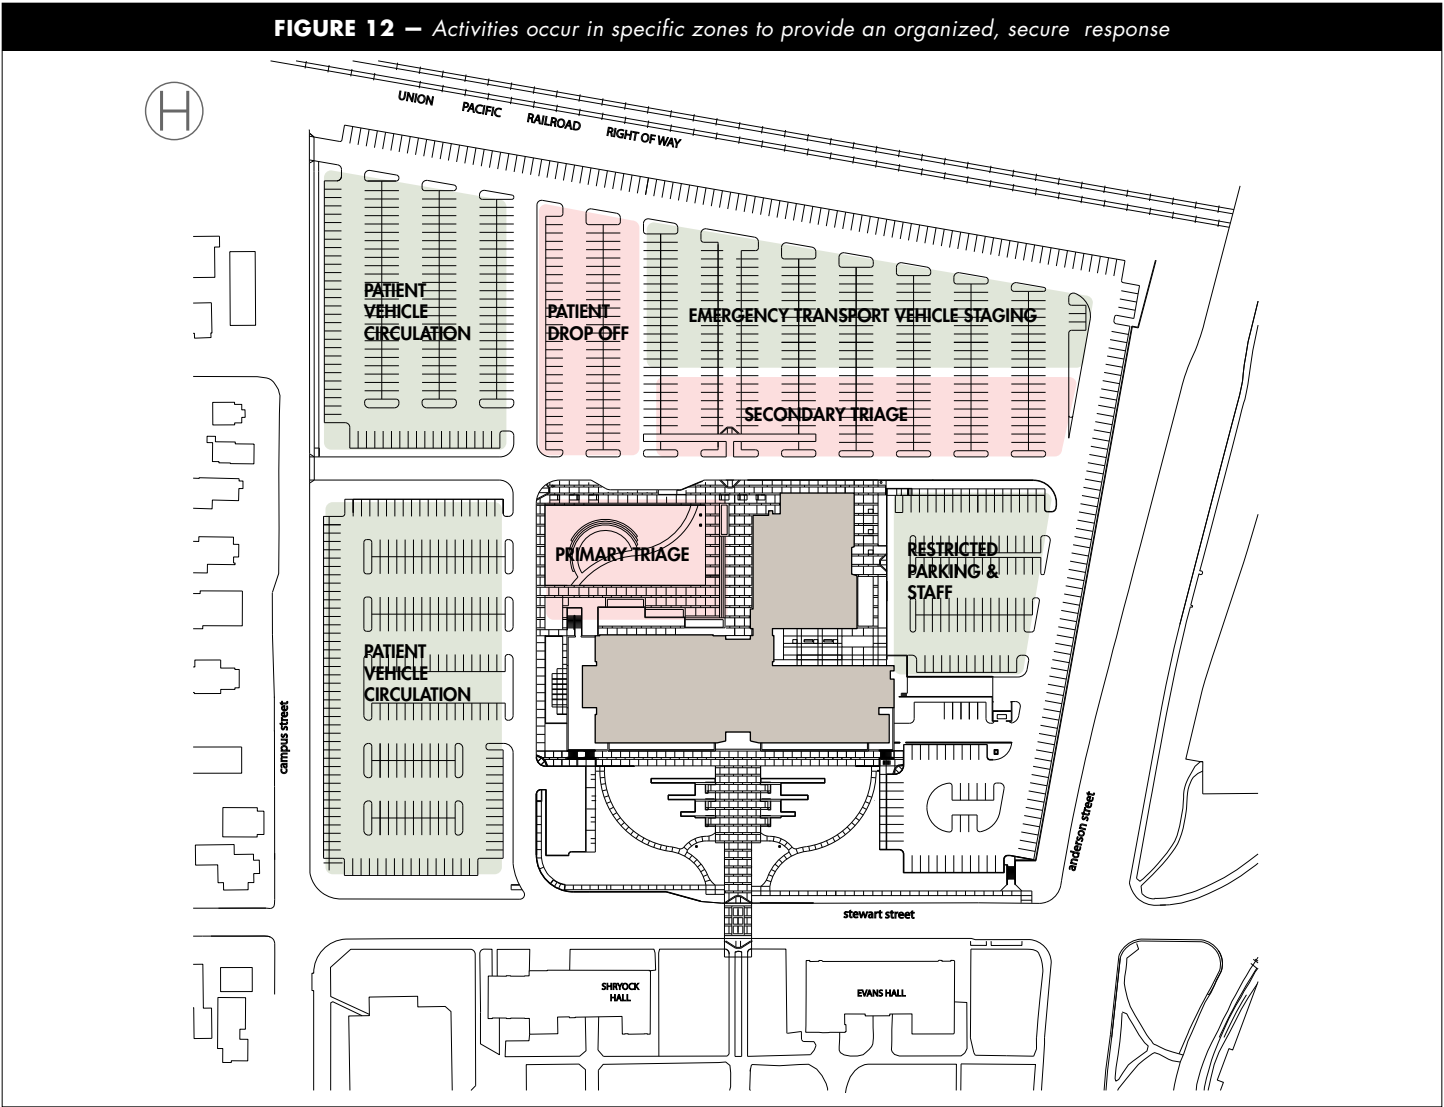 FIGURE 12 — Activities occur in specific zones to provide an organized, secure response
H
UNION PACIFIC RAILROAD RIGHT OF WAY
PATIENT
VEHICLE
CIRCULATION
PATIENT
DROP OFF
EMERGENCY TRANSPORT VEHICLE STAGING
SECONDARY TRIAGE
PRIMARY TRIAGE
RESTRICTED
PARKING &
STAFF
PATIENT
VEHICLE
CIRCULATION
campus street
anderson street
stewart street
SHRYOCK
HALL
EVANS HALL